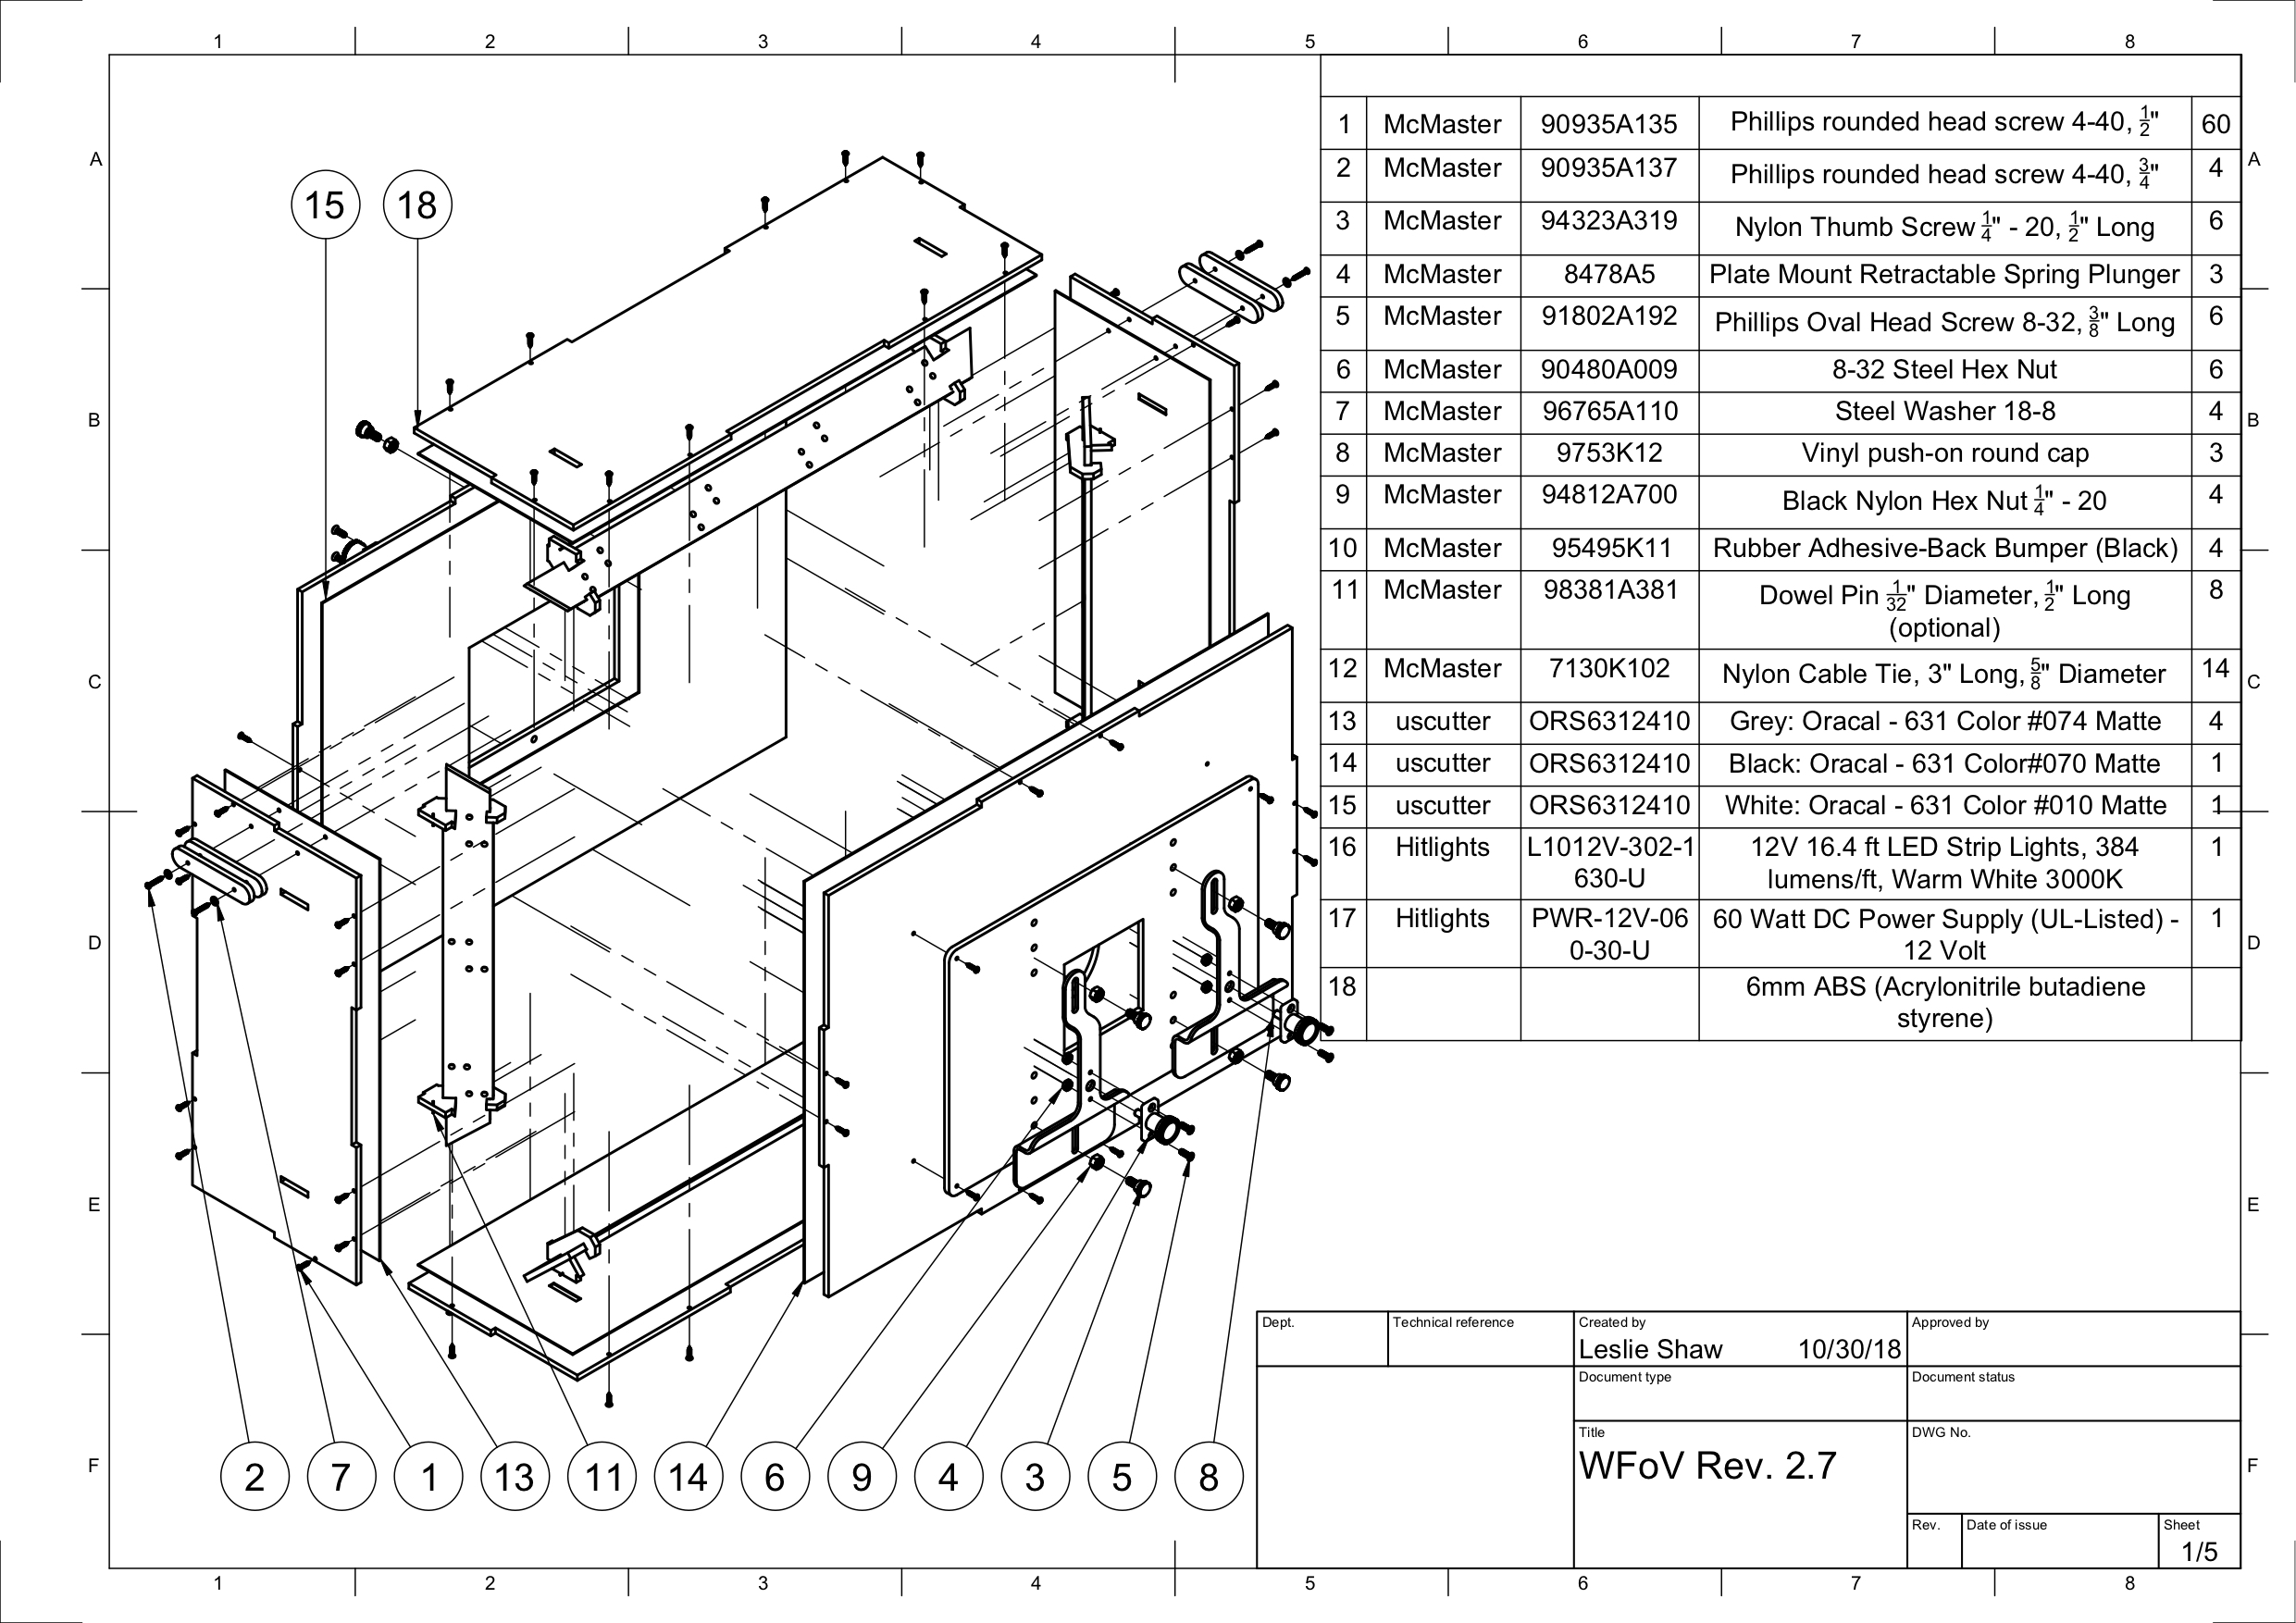 1 2 3 4 5 6 7 8
A
B
C
D
E
F
A
B
C
D
E
F
15 18
1 McMaster 90935A135 Phillips rounded head screw 4-40, 1/2" 60
2 McMaster 90935A137 Phillips rounded head screw 4-40, 3/4" 4
3 McMaster 94323A319 Nylon Thumb Screw 1/4" - 20, 1/2" Long 6
4 McMaster 8478A5 Plate Mount Retractable Spring Plunger 3
5 McMaster 91802A192 Phillips Oval Head Screw 8-32, 3/8" Long 6
6 McMaster 90480A009 8-32 Steel Hex Nut 6
7 McMaster 96765A110 Steel Washer 18-8 4
8 McMaster 9753K12 Vinyl push-on round cap 3
9 McMaster 94812A700 Black Nylon Hex Nut 1/4" - 20 4
10 McMaster 95495K11 Rubber Adhesive-Back Bumper (Black) 4
11 McMaster 98381A381 Dowel Pin 1/32" Diameter, 1/2" Long 8
(optional)
12 McMaster 7130K102 Nylon Cable Tie, 3" Long, 5/8" Diameter 14
13 uscutter ORS6312410 Grey: Oracal - 631 Color #074 Matte 4
14 uscutter ORS6312410 Black: Oracal - 631 Color#070 Matte 1
15 uscutter ORS6312410 White: Oracal - 631 Color #010 Matte 1
16 Hitlights L1012V-302-1 12V 16.4 ft LED Strip Lights, 384 1
630-U lumens/ft, Warm White 3000K
17 Hitlights PWR-12V-06 60 Watt DC Power Supply (UL-Listed) - 1
0-30-U 12 Volt
18 6mm ABS (Acrylonitrile butadiene
styrene)
2 7 1 13 11 14 6 9 4 3 5 8
Dept. Technical reference Created by Approved by
Leslie Shaw 10/30/18
Document type Document status
Title DWG No.
WFoV Rev. 2.7
Rev. Date of issue Sheet
1/5
1 2 3 4 5 6 7 8